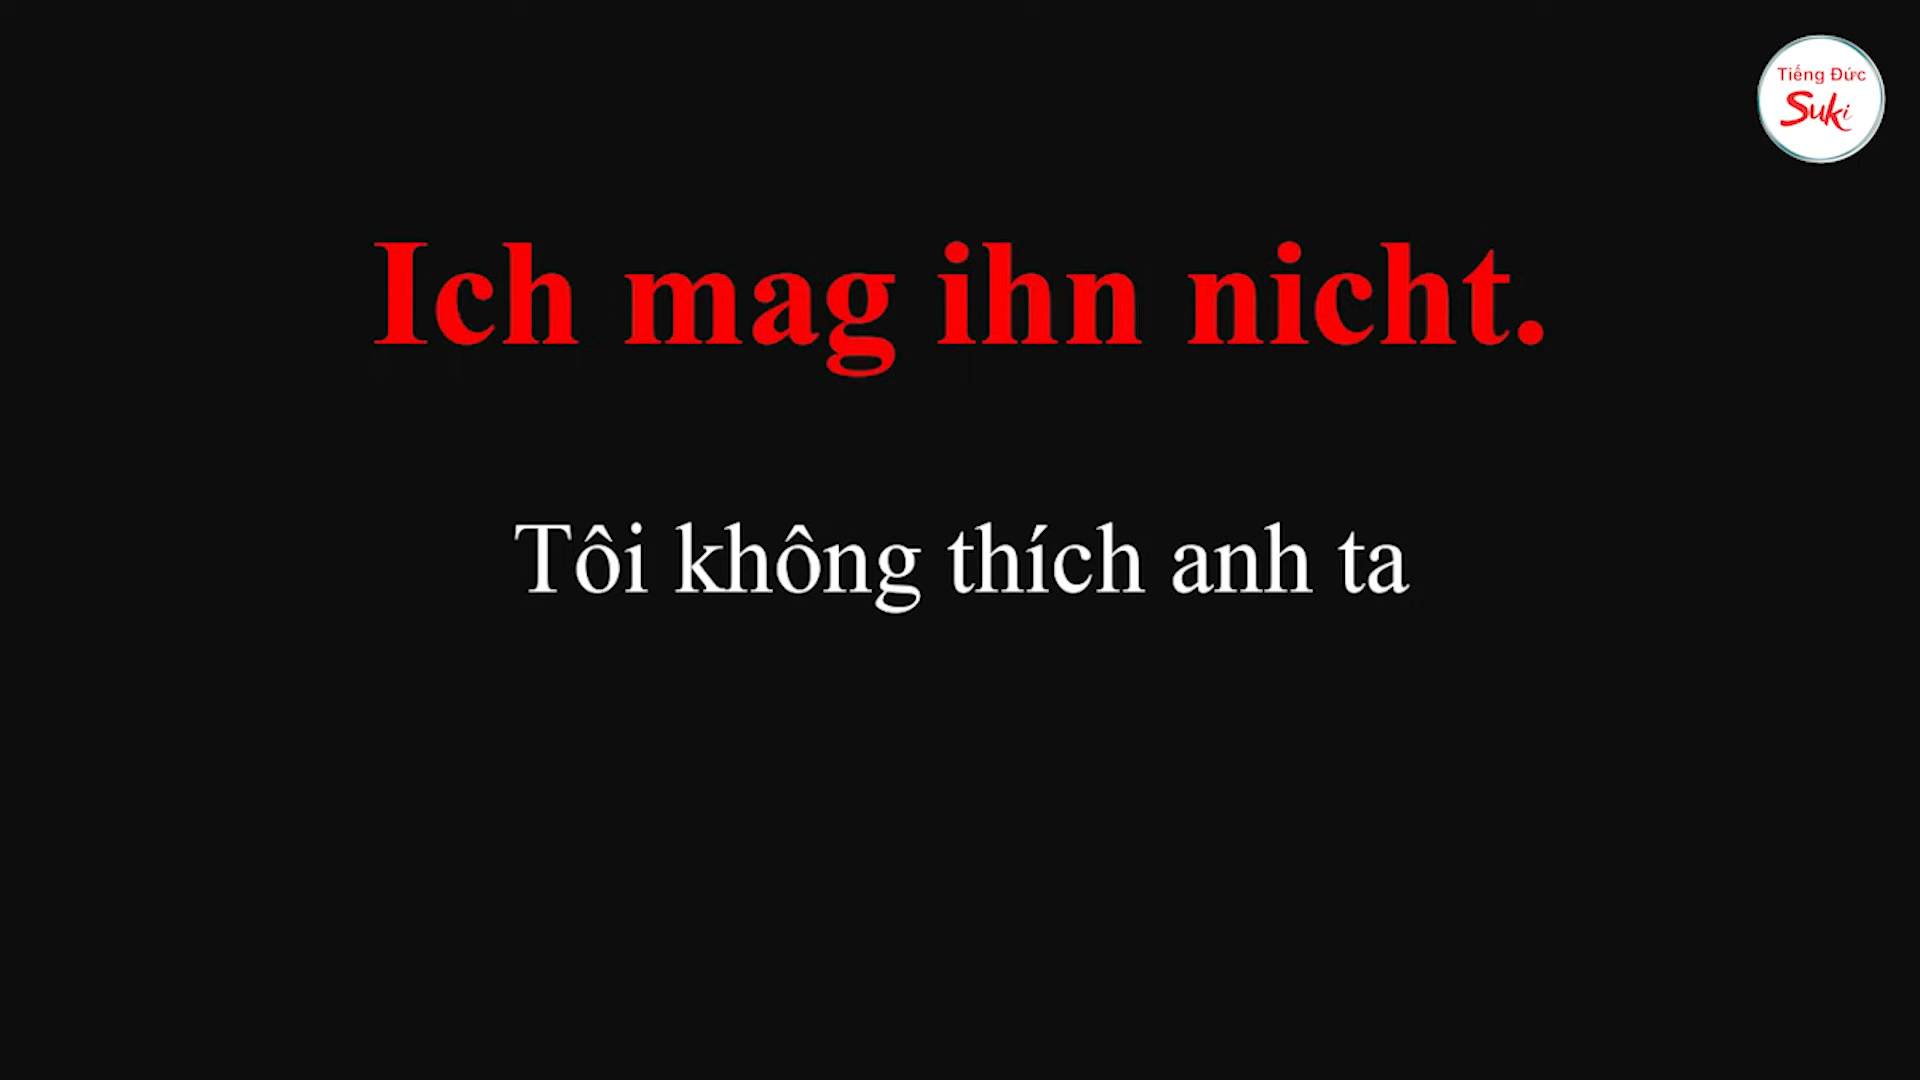 Tiếng Đức
Suki
Ich mag ihn nicht.
Tôi không thích anh ta